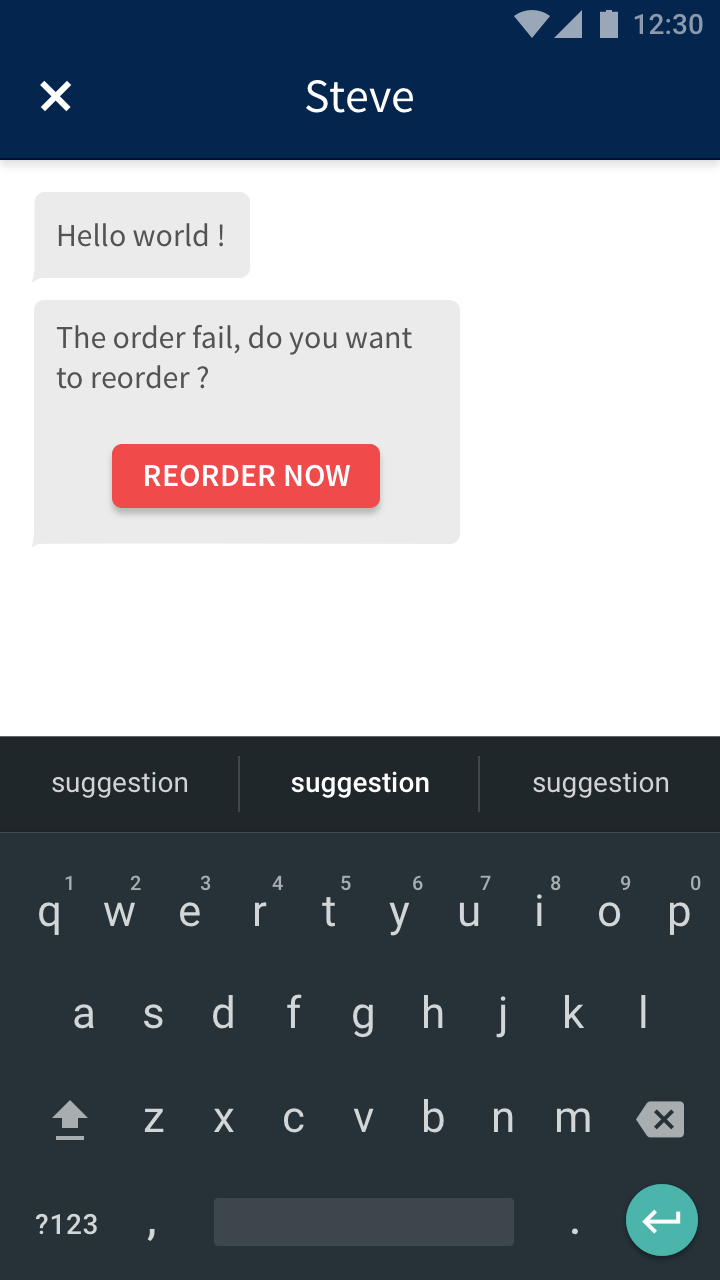 12:30
Steve
Hello world !
The order fail, do you want
to reorder ?
REORDER NOW
suggestion suggestion suggestion
1 2 3 4 5 6 7 8 9 0
q w e r t y u i o p
a s d f g h j k l
z x c v b n m
?123 , .